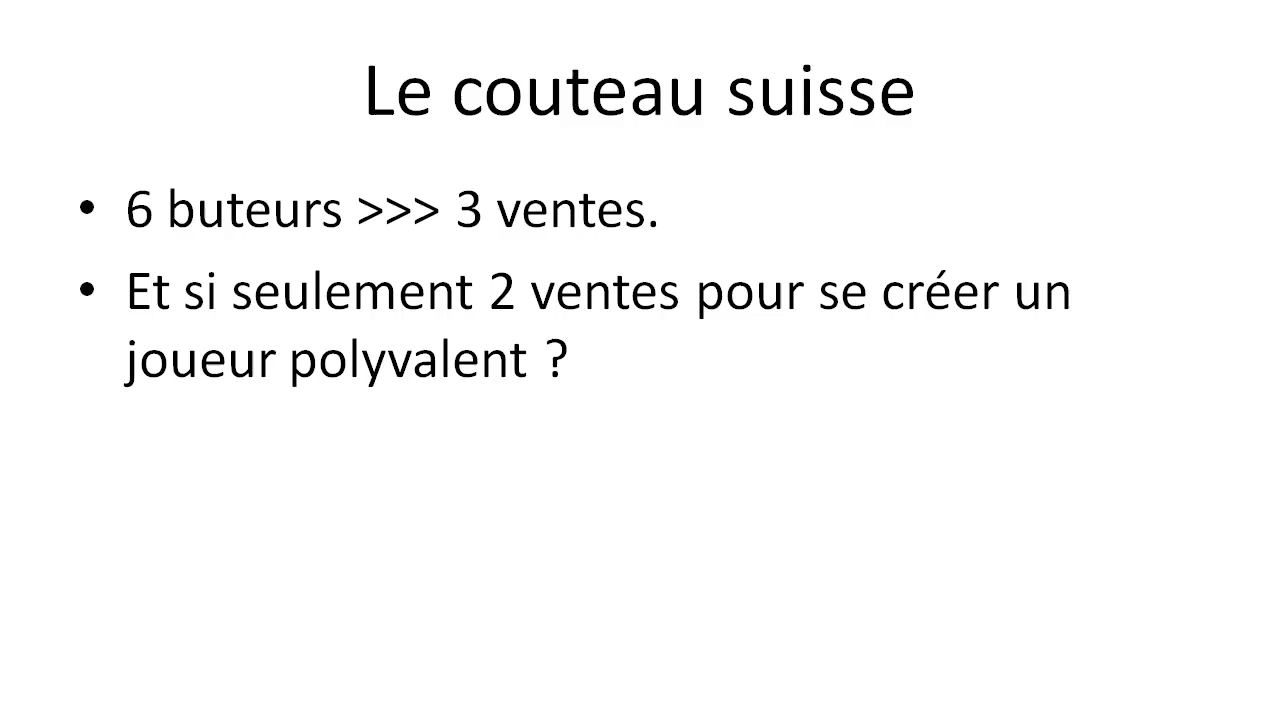 Le couteau suisse
• 6 buteurs >>> 3 ventes.
• Et si seulement 2 ventes pour se créer un
joueur polyvalent ?